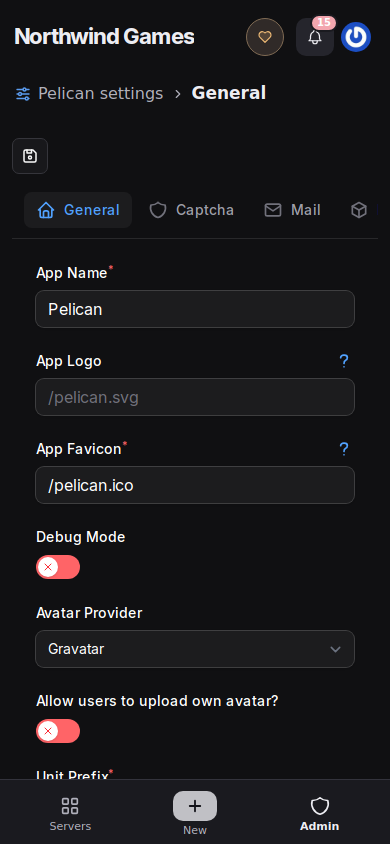 Northwind Games
15
Pelican settings > General
General Captcha Mail
App Name*
Pelican
App Logo ?
/pelican.svg
App Favicon* ?
/pelican.ico
Debug Mode
Avatar Provider
Gravatar
Allow users to upload own avatar?
Unit Prefix*
Servers New Admin